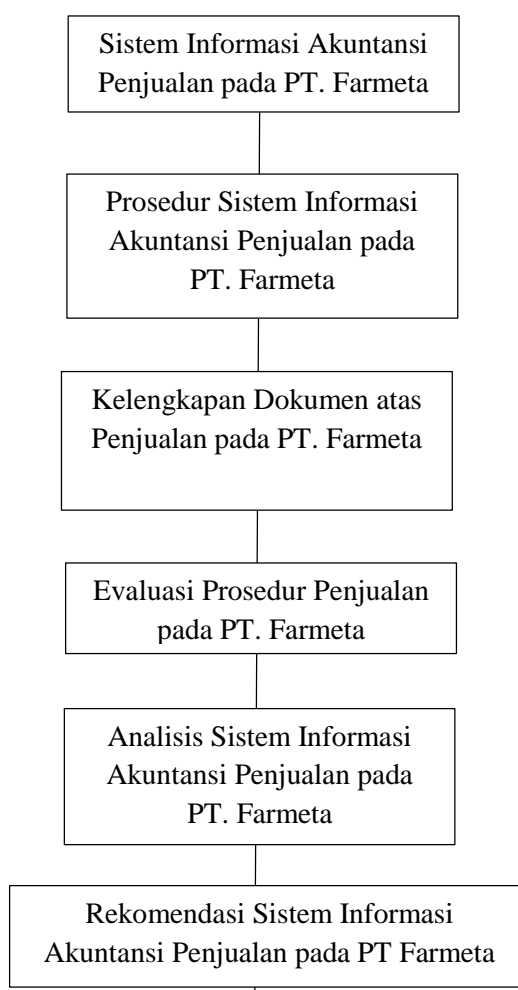 Sistem Informasi Akuntansi
Penjualan pada PT. Farmeta
Prosedur Sistem Informasi
Akuntansi Penjualan pada
PT. Farmeta
Kelengkapan Dokumen atas
Penjualan pada PT. Farmeta
Evaluasi Prosedur Penjualan
pada PT. Farmeta
Analisis Sistem Informasi
Akuntansi Penjualan pada
PT. Farmeta
Rekomendasi Sistem Informasi
Akuntansi Penjualan pada PT Farmeta